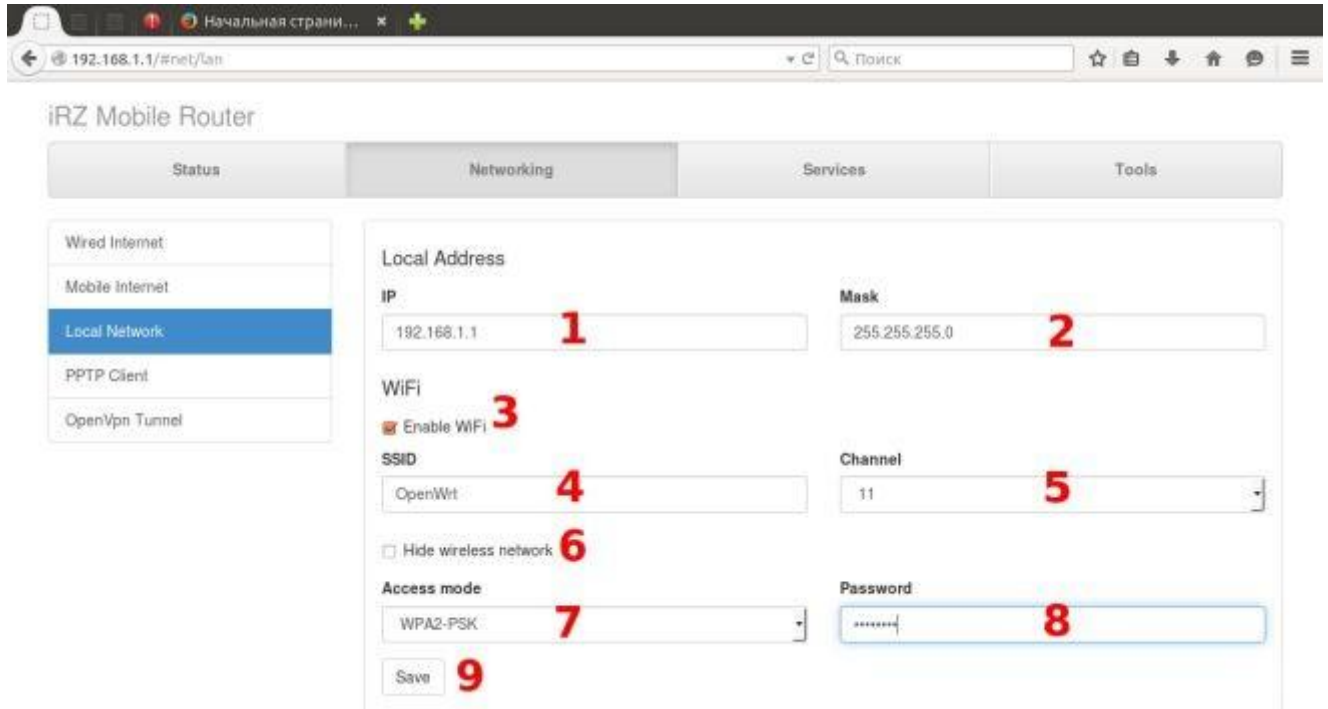 Начальная страни...
192.168.1.1/#net/lan
Поиск
iRZ Mobile Router
Status Networking Services Tools
Wired Internet
Mobile Internet
Local Network
PPTP Client
OpenVpn Tunnel
Local Address
IP Mask
192.168.1.1 1 255.255.255.0 2
WiFi
Enable WiFi 3
SSID Channel
OpenWrt 4 11 5
Hide wireless network 6
Access mode Password
WPA2-PSK 7 •••••••• 8
Save 9